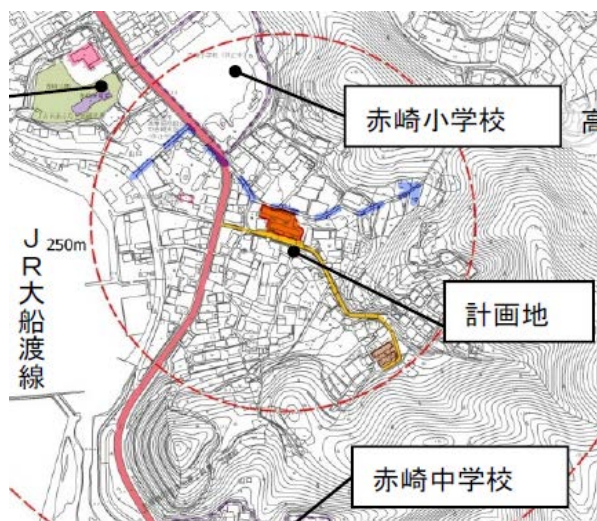 赤崎小学校
高
JR大船渡線
250m
計画地
赤崎中学校